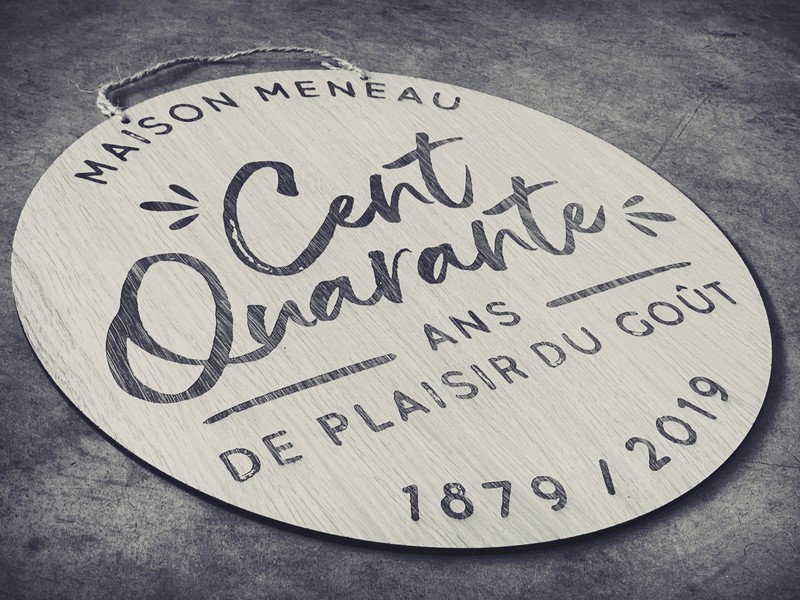 MAISON MENEAU
Cent
Quarante
ANS
DE PLAISIR DU GOÛT
1879 / 2019